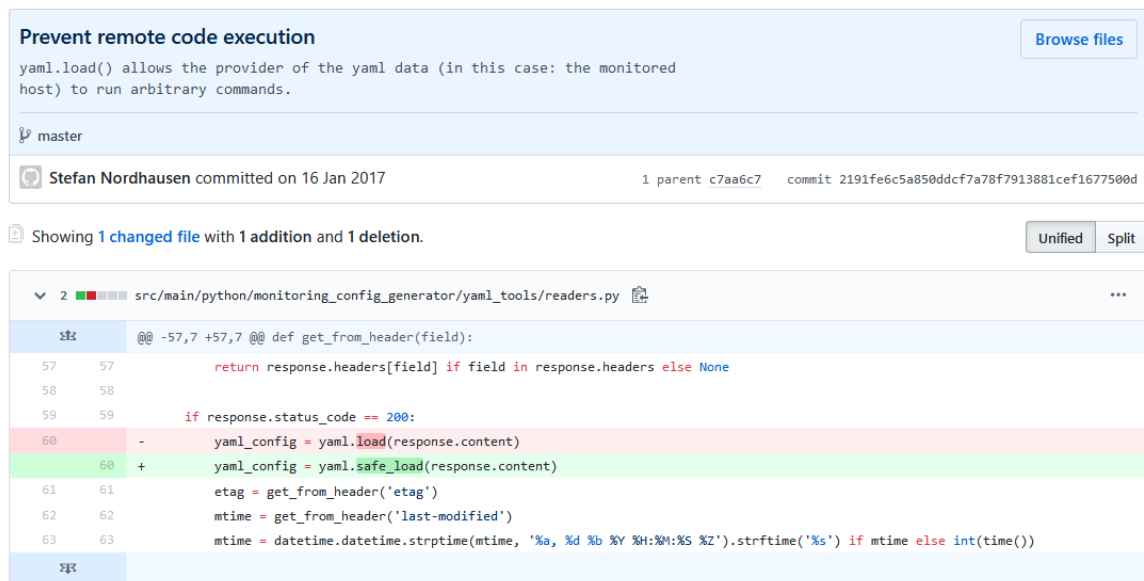 Prevent remote code execution
Browse files
yaml.load() allows the provider of the yaml data (in this case: the monitored
host) to run arbitrary commands.
master
Stefan Nordhausen committed on 16 Jan 2017 1 parent c7aa6c7 commit 2191fe6c5a850ddcf7a78f7913881cef1677500d
Showing 1 changed file with 1 addition and 1 deletion. Unified Split
2 src/main/python/monitoring_config_generator/yaml_tools/readers.py
@@ -57,7 +57,7 @@ def get_from_header(field):
57 57 return response.headers[field] if field in response.headers else None
58 58
59 59 if response.status_code == 200:
60 - yaml_config = yaml.load(response.content)
60 + yaml_config = yaml.safe_load(response.content)
61 61 etag = get_from_header('etag')
62 62 mtime = get_from_header('last-modified')
63 63 mtime = datetime.datetime.strptime(mtime, '%a, %d %b %Y %H:%M:%S %Z').strftime('%s') if mtime else int(time())